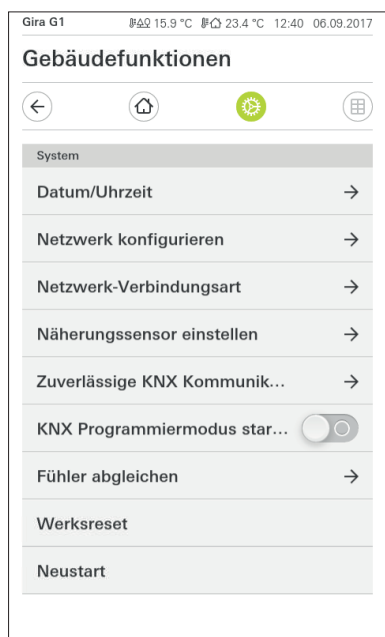 Gira G1 15.9 °C 23.4 °C 12:40 06.09.2017
Gebäudefunktionen
System
Datum/Uhrzeit
Netzwerk konfigurieren
Netzwerk-Verbindungsart
Näherungssensor einstellen
Zuverlässige KNX Kommunik...
KNX Programmiermodus star...
Fühler abgleichen
Werksreset
Neustart